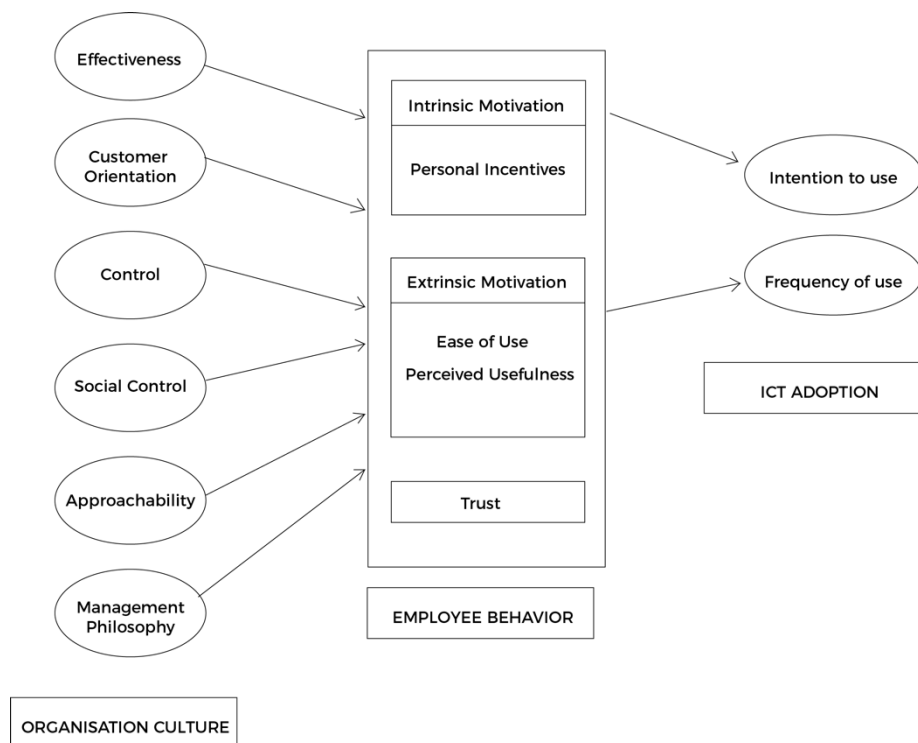 Effectiveness
Customer
Orientation
Control
Social Control
Approachability
Management
Philosophy
ORGANISATION CULTURE
Intrinsic Motivation
Personal Incentives
Extrinsic Motivation
Ease of Use
Perceived Usefulness
Trust
EMPLOYEE BEHAVIOR
Intention to use
Frequency of use
ICT ADOPTION